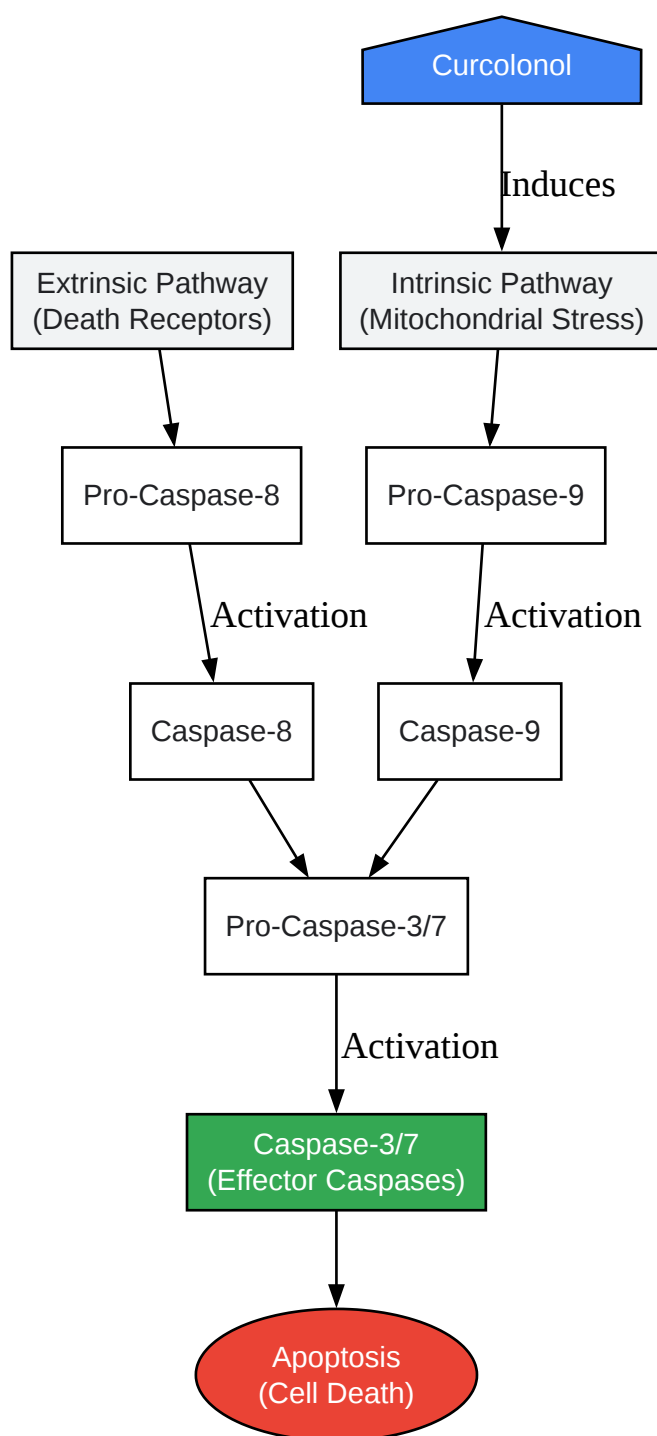 Curcolonol
Induces
Extrinsic Pathway
(Death Receptors)
Intrinsic Pathway
(Mitochondrial Stress)
Pro-Caspase-8
Pro-Caspase-9
Activation
Activation
Caspase-8
Caspase-9
Pro-Caspase-3/7
Activation
Caspase-3/7
(Effector Caspases)
Apoptosis
(Cell Death)